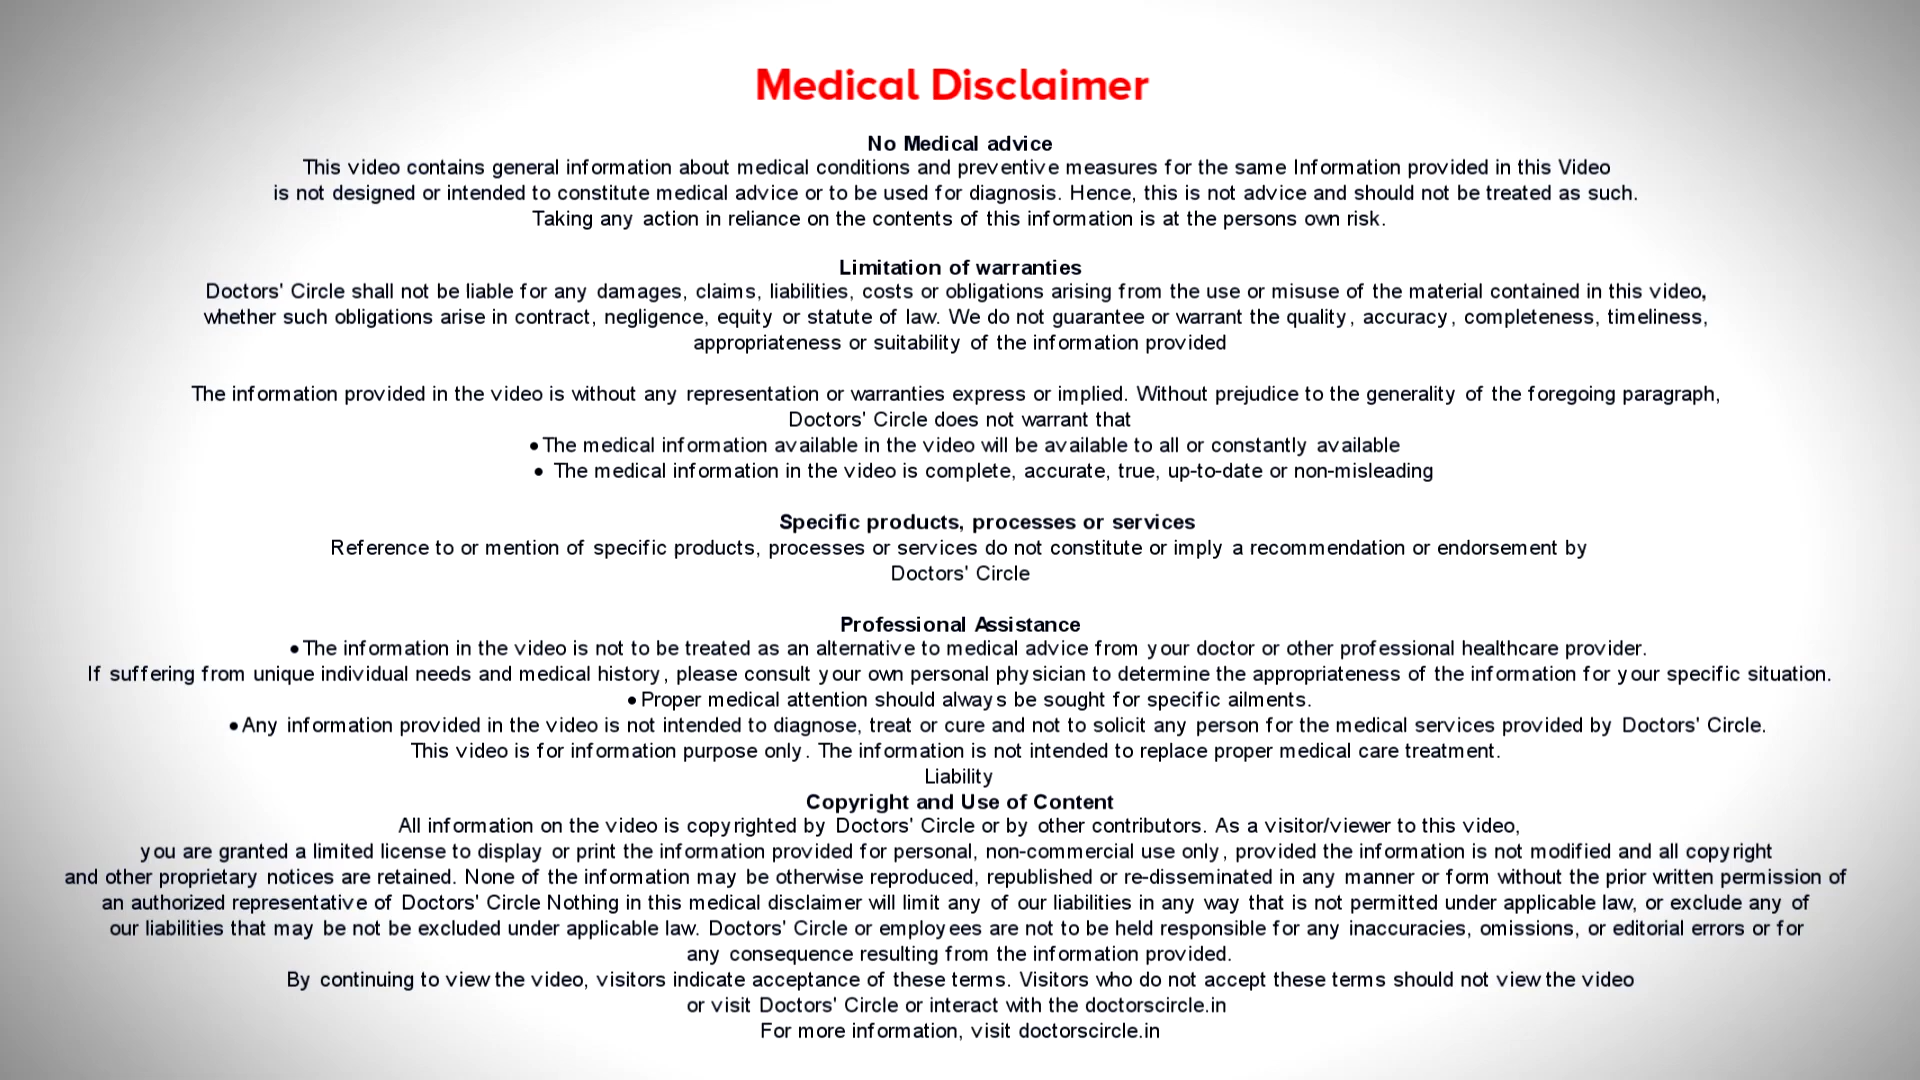 Medical Disclaimer
No Medical advice
This video contains general information about medical conditions and preventive measures for the same Information provided in this Video
is not designed or intended to constitute medical advice or to be used for diagnosis. Hence, this is not advice and should not be treated as such.
Taking any action in reliance on the contents of this information is at the persons own risk.
Limitation of warranties
Doctors' Circle shall not be liable for any damages, claims, liabilities, costs or obligations arising from the use or misuse of the material contained in this video,
whether such obligations arise in contract, negligence, equity or statute of law. We do not guarantee or warrant the quality, accuracy, completeness, timeliness,
appropriateness or suitability of the information provided
The information provided in the video is without any representation or warranties express or implied. Without prejudice to the generality of the foregoing paragraph,
Doctors' Circle does not warrant that
• The medical information available in the video will be available to all or constantly available
• The medical information in the video is complete, accurate, true, up-to-date or non-misleading
Specific products, processes or services
Reference to or mention of specific products, processes or services do not constitute or imply a recommendation or endorsement by
Doctors' Circle
Professional Assistance
• The information in the video is not to be treated as an alternative to medical advice from your doctor or other professional healthcare provider.
If suffering from unique individual needs and medical history, please consult your own personal physician to determine the appropriateness of the information for your specific situation.
• Proper medical attention should always be sought for specific ailments.
• Any information provided in the video is not intended to diagnose, treat or cure and not to solicit any person for the medical services provided by Doctors' Circle.
This video is for information purpose only. The information is not intended to replace proper medical care treatment.
Liability
Copyright and Use of Content
All information on the video is copyrighted by Doctors' Circle or by other contributors. As a visitor/viewer to this video,
you are granted a limited license to display or print the information provided for personal, non-commercial use only, provided the information is not modified and all copyright
and other proprietary notices are retained. None of the information may be otherwise reproduced, republished or re-disseminated in any manner or form without the prior written permission of
an authorized representative of Doctors' Circle Nothing in this medical disclaimer will limit any of our liabilities in any way that is not permitted under applicable law, or exclude any of
our liabilities that may be not be excluded under applicable law. Doctors' Circle or employees are not to be held responsible for any inaccuracies, omissions, or editorial errors or for
any consequence resulting from the information provided.
By continuing to view the video, visitors indicate acceptance of these terms. Visitors who do not accept these terms should not view the video
or visit Doctors' Circle or interact with the doctorscircle.in
For more information, visit doctorscircle.in